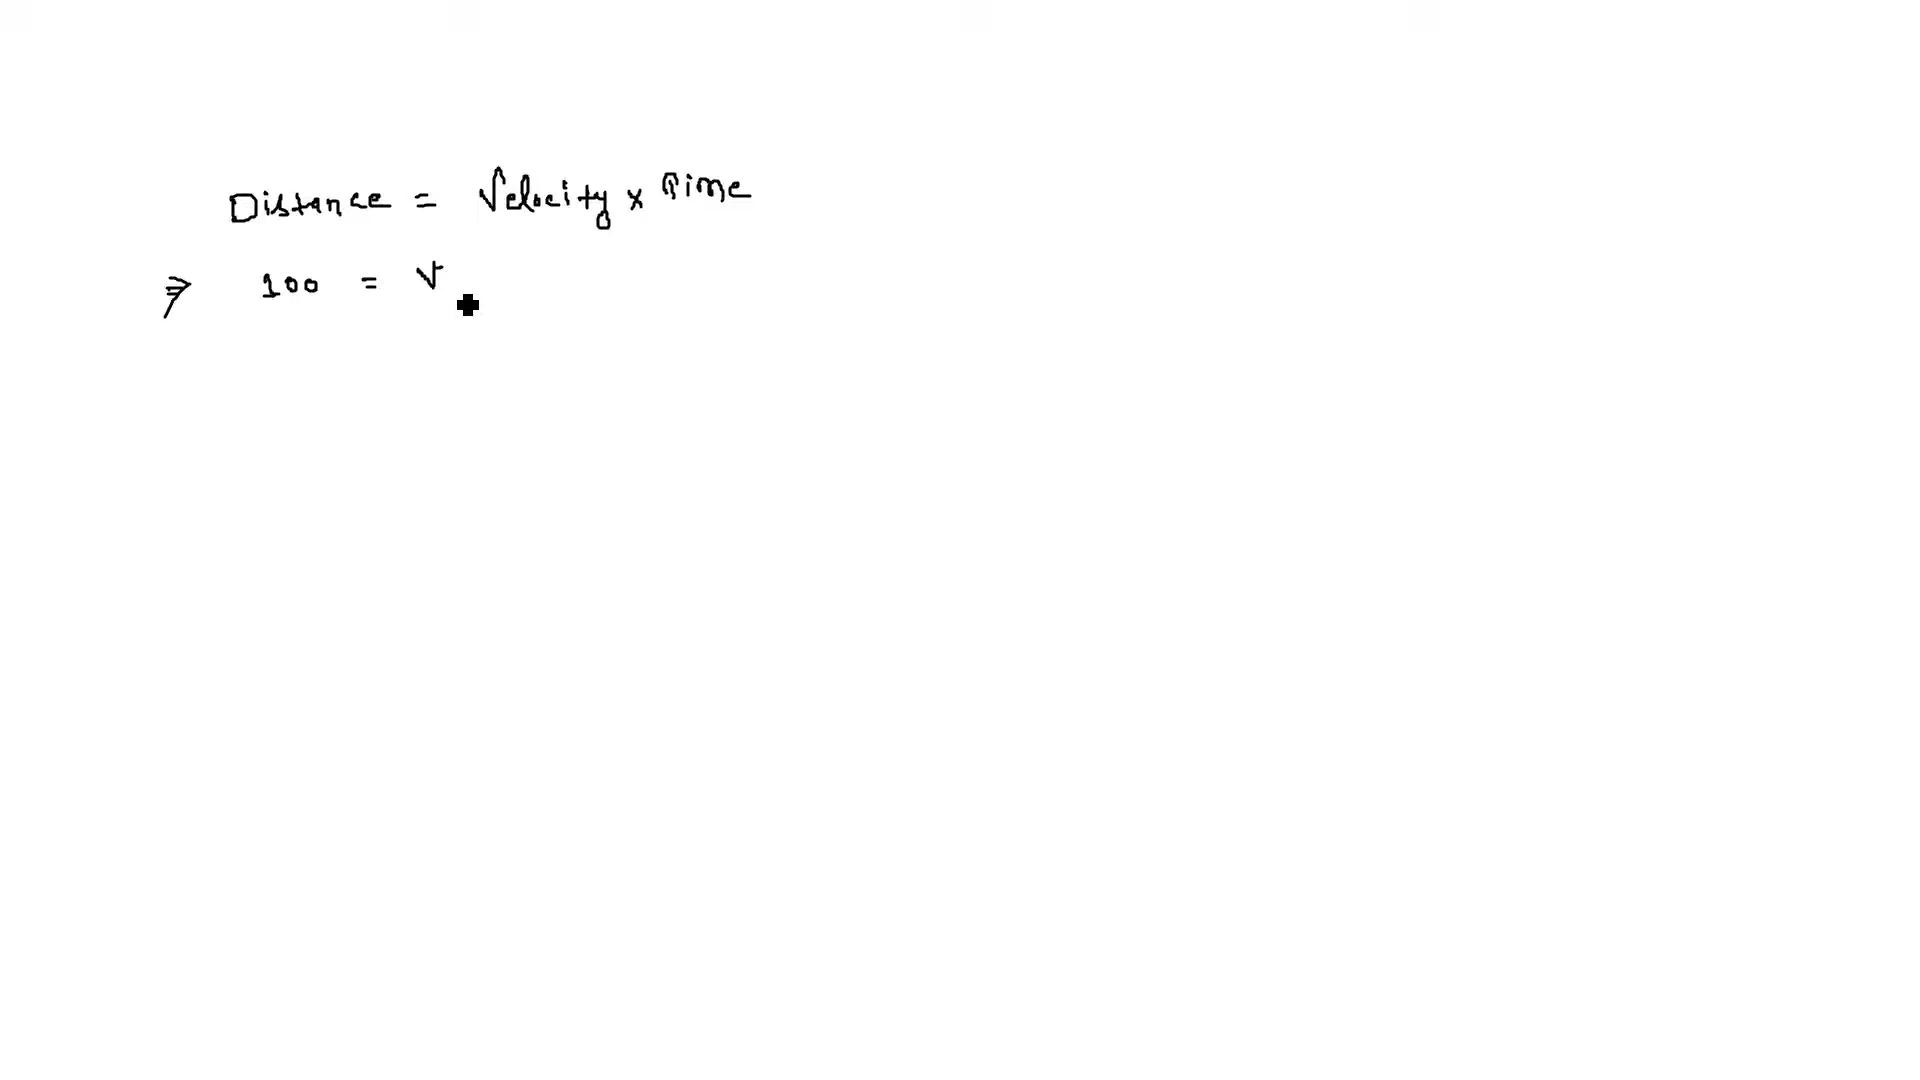 Distance = Velocity × Time
⇒ 100 = V